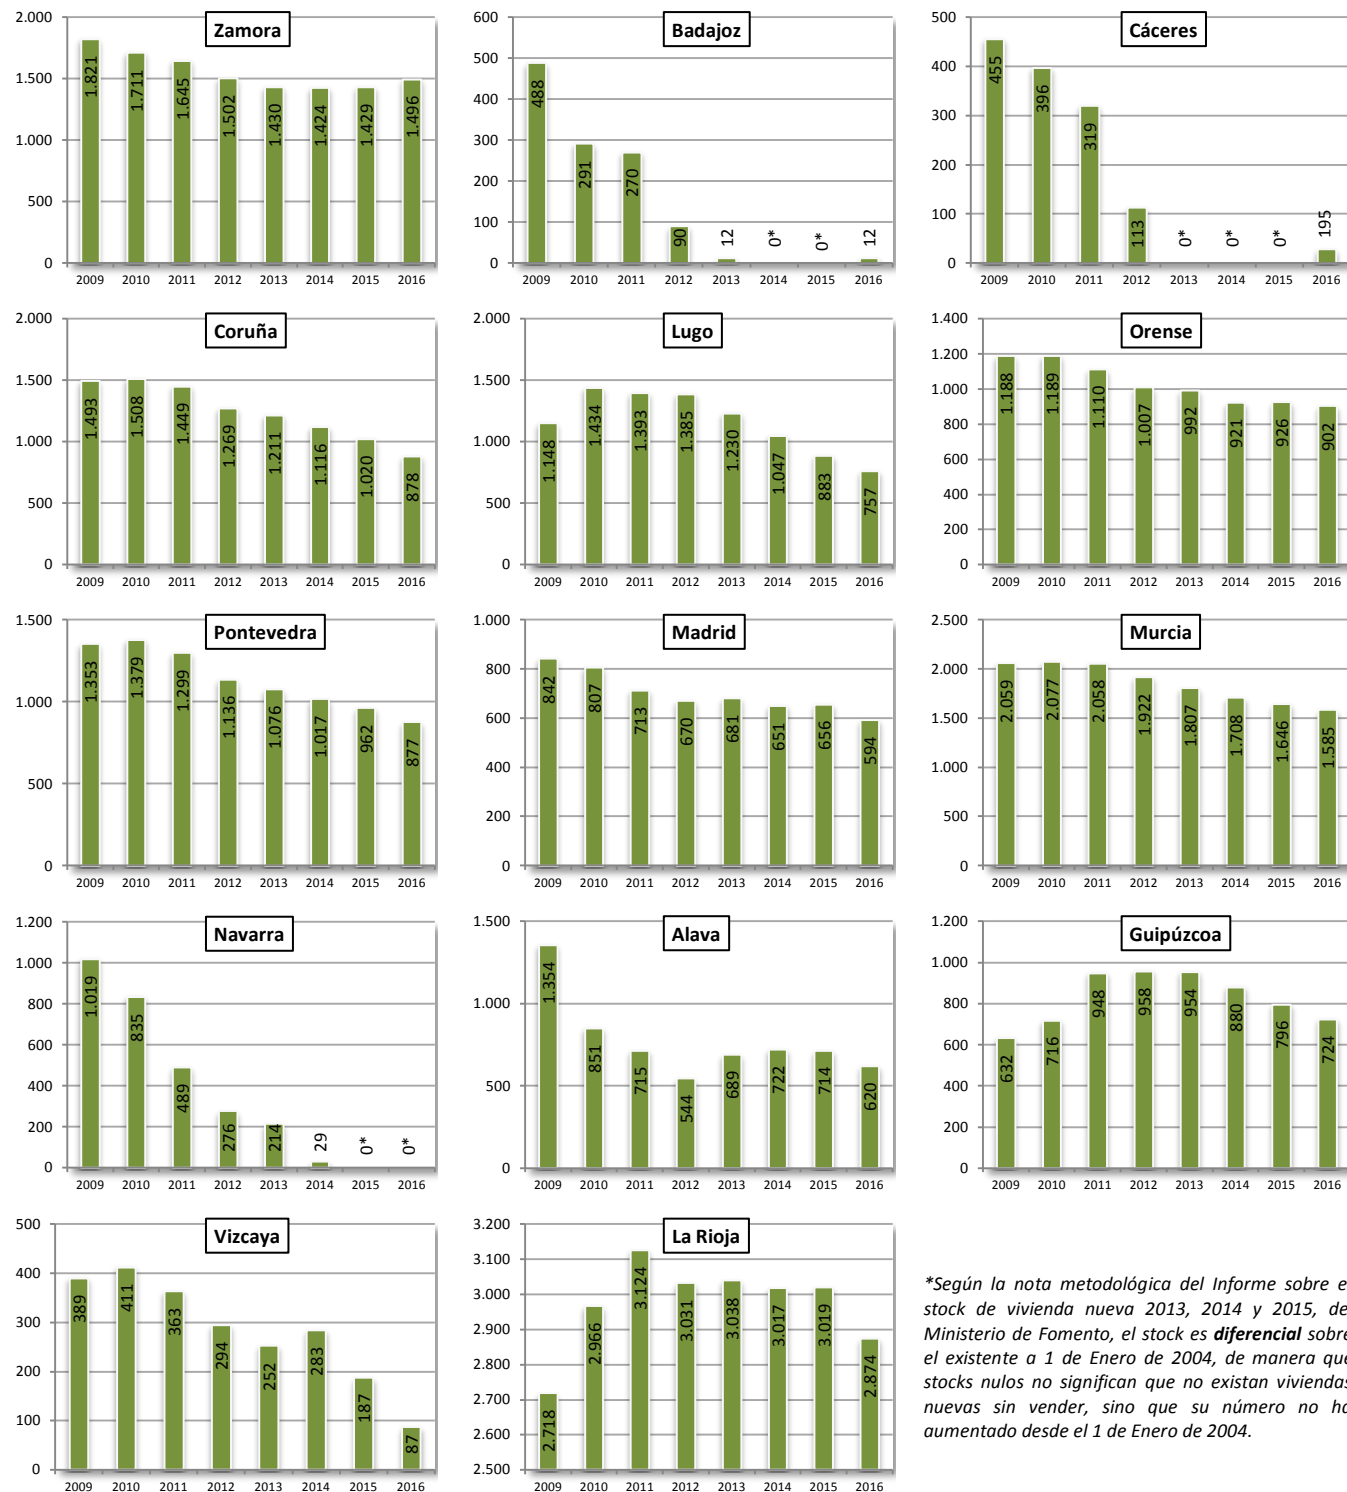 Zamora
2.000
1.500
1.000
500
0
1.821 1.711 1.645 1.502 1.430 1.424 1.429 1.496
2009 2010 2011 2012 2013 2014 2015 2016
Badajoz
600
500
400
300
200
100
0
488 291 270 90 12 0* 0* 12
2009 2010 2011 2012 2013 2014 2015 2016
Cáceres
500
400
300
200
100
0
455 396 319 113 0* 0* 0* 195
2009 2010 2011 2012 2013 2014 2015 2016
Coruña
2.000
1.500
1.000
500
0
1.493 1.508 1.449 1.269 1.211 1.116 1.020 878
2009 2010 2011 2012 2013 2014 2015 2016
Lugo
2.000
1.500
1.000
500
0
1.148 1.434 1.393 1.385 1.230 1.047 883 757
2009 2010 2011 2012 2013 2014 2015 2016
Orense
1.400
1.200
1.000
800
600
400
200
0
1.188 1.189 1.110 1.007 992 921 926 902
2009 2010 2011 2012 2013 2014 2015 2016
Pontevedra
1.500
1.000
500
0
1.353 1.379 1.299 1.136 1.076 1.017 962 877
2009 2010 2011 2012 2013 2014 2015 2016
Madrid
1.000
800
600
400
200
0
842 807 713 670 681 651 656 594
2009 2010 2011 2012 2013 2014 2015 2016
Murcia
2.500
2.000
1.500
1.000
500
0
2.059 2.077 2.058 1.922 1.807 1.708 1.646 1.585
2009 2010 2011 2012 2013 2014 2015 2016
Navarra
1.200
1.000
800
600
400
200
0
1.019 835 489 276 214 29 0* 0*
2009 2010 2011 2012 2013 2014 2015 2016
Alava
1.500
1.000
500
0
1.354 851 715 544 689 722 714 620
2009 2010 2011 2012 2013 2014 2015 2016
Guipúzcoa
1.200
1.000
800
600
400
200
0
632 716 948 958 954 880 796 724
2009 2010 2011 2012 2013 2014 2015 2016
Vizcaya
500
400
300
200
100
0
389 411 363 294 252 283 187 87
2009 2010 2011 2012 2013 2014 2015 2016
La Rioja
3.200
3.100
3.000
2.900
2.800
2.700
2.600
2.500
2.718 2.966 3.124 3.031 3.038 3.017 3.019 2.874
2009 2010 2011 2012 2013 2014 2015 2016
*Según la nota metodológica del Informe sobre e
stock de vivienda nueva 2013, 2014 y 2015, de
Ministerio de Fomento, el stock es diferencial sobre
el existente a 1 de Enero de 2004, de manera que
stocks nulos no significan que no existan viviendas
nuevas sin vender, sino que su número no ha
aumentado desde el 1 de Enero de 2004.